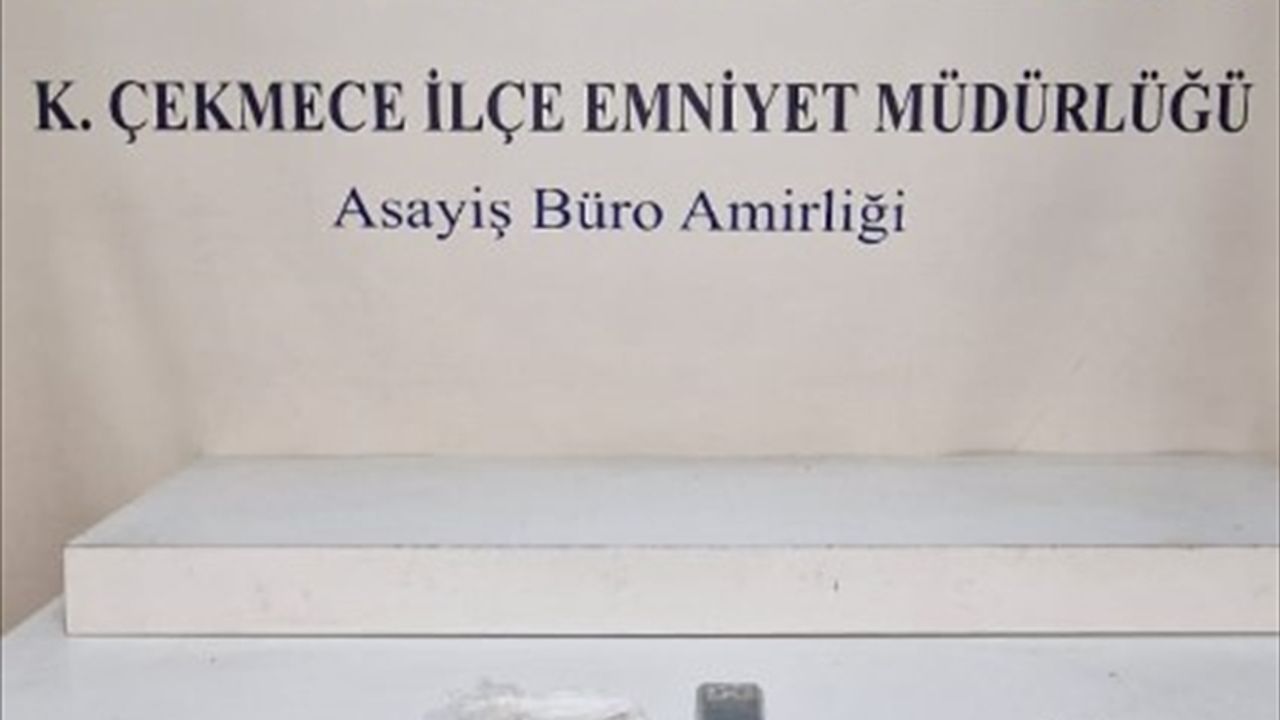 K. ÇEKMECE İLÇE EMNİYET MÜDÜRLÜĞÜ
Asayiş Büro Amirliği